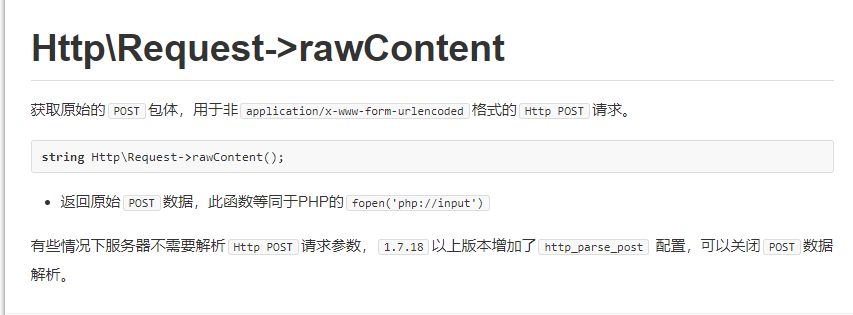 Http\Request->rawContent
获取原始的 POST 包体，用于非 application/x-www-form-urlencoded 格式的 Http POST 请求。
string Http\Request->rawContent();
• 返回原始 POST 数据，此函数等同于PHP的 fopen('php://input')
有些情况下服务器不需要解析 Http POST 请求参数， 1.7.18 以上版本增加了 http_parse_post 配置，可以关闭 POST 数据
解析。